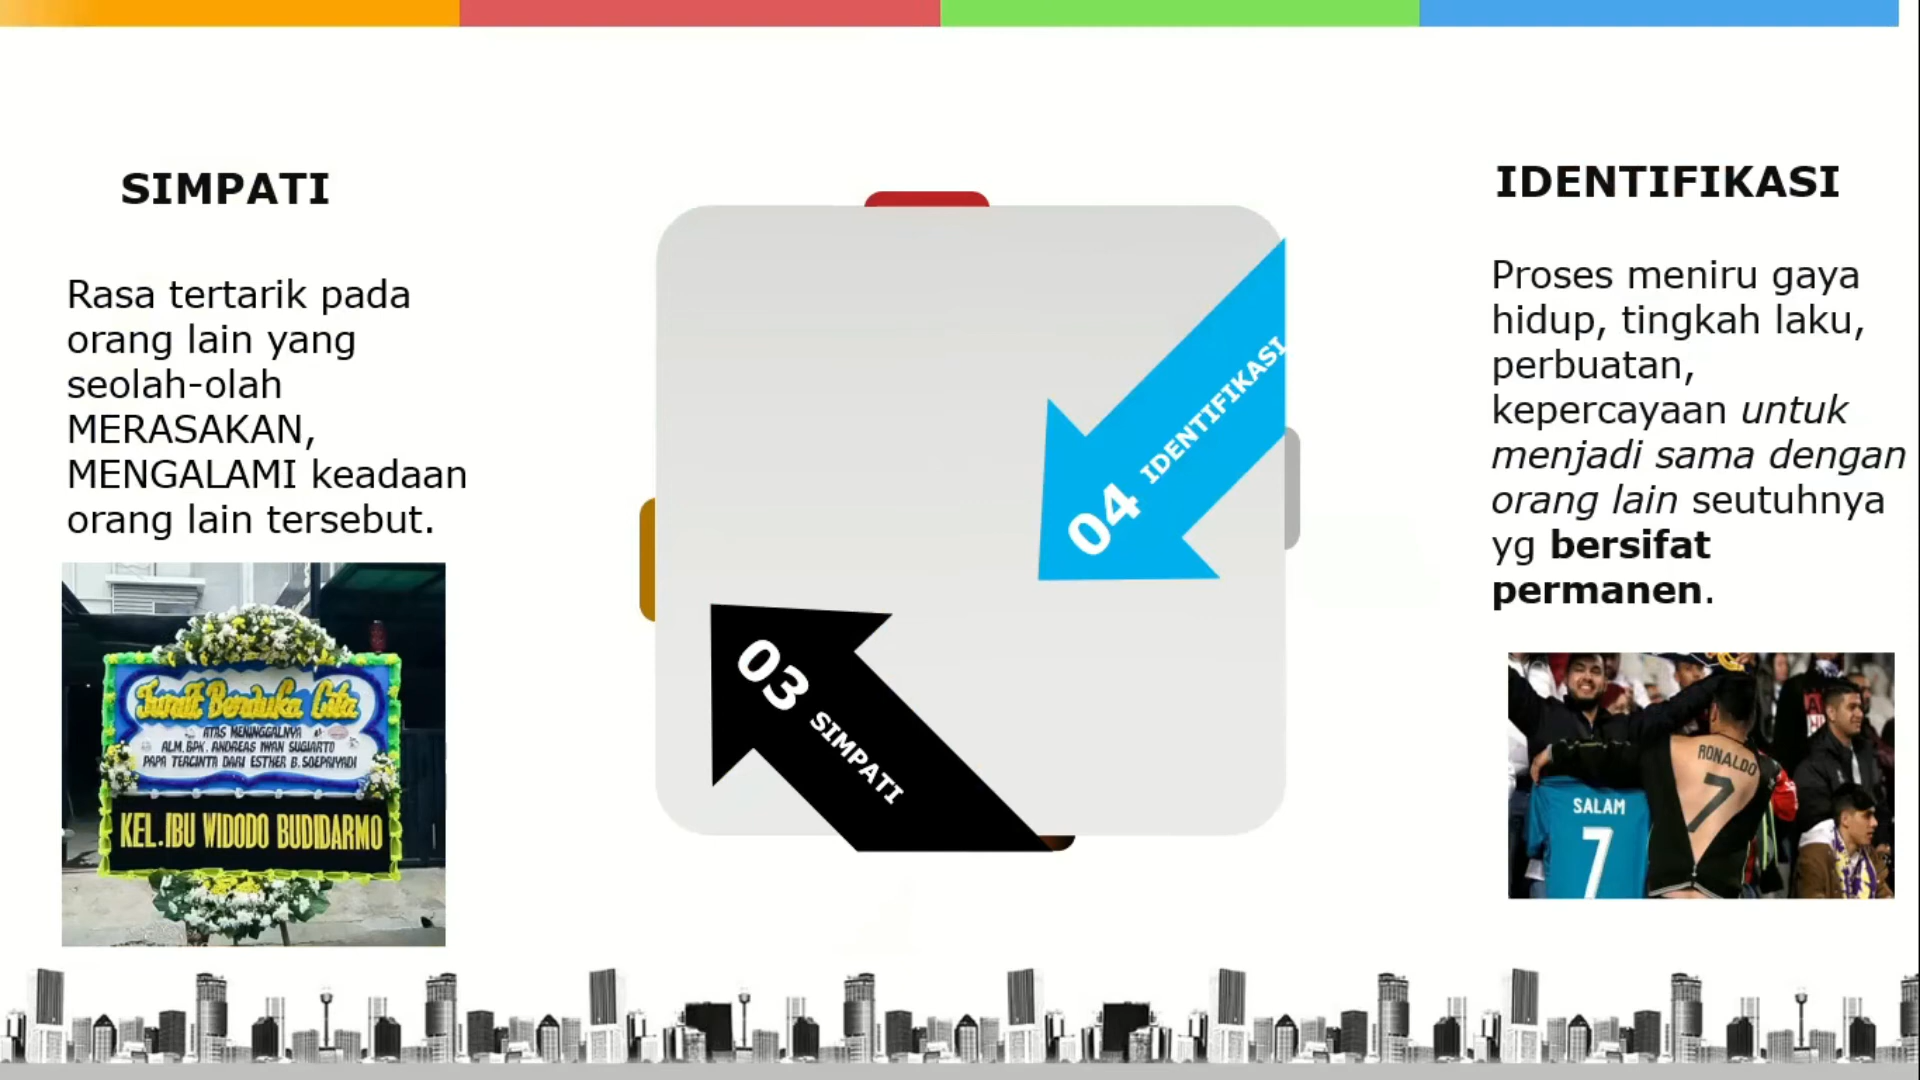 SIMPATI
Rasa tertarik pada
orang lain yang
seolah-olah
MERASAKAN,
MENGALAMI keadaan
orang lain tersebut.
Turut Berduka Cita
ATAS MENINGGALNYA
ALM. BPK. ANDREAS IWAN SUGIARTO
PAPA TERCINTA DARI ESTHER B. SOEPRIYADI
KEL. IBU WIDODO BUDIDARMO
04 IDENTIFIKASI
03 SIMPATI
IDENTIFIKASI
Proses meniru gaya
hidup, tingkah laku,
perbuatan,
kepercayaan untuk
menjadi sama dengan
orang lain seutuhnya
yg bersifat
permanen.
SALAM
7
RONALDO
7